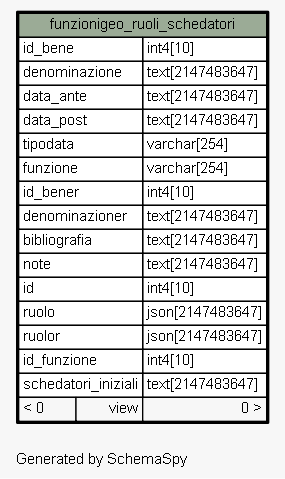 funzionigeo_ruoli_schedatori
id_bene int4[10]
denominazione text[2147483647]
data_ante text[2147483647]
data_post text[2147483647]
tipodata varchar[254]
funzione varchar[254]
id_bener int4[10]
denominazioner text[2147483647]
bibliografia text[2147483647]
note text[2147483647]
id int4[10]
ruolo json[2147483647]
ruolor json[2147483647]
id_funzione int4[10]
schedatori_iniziali text[2147483647]
< 0 view 0 >
Generated by SchemaSpy